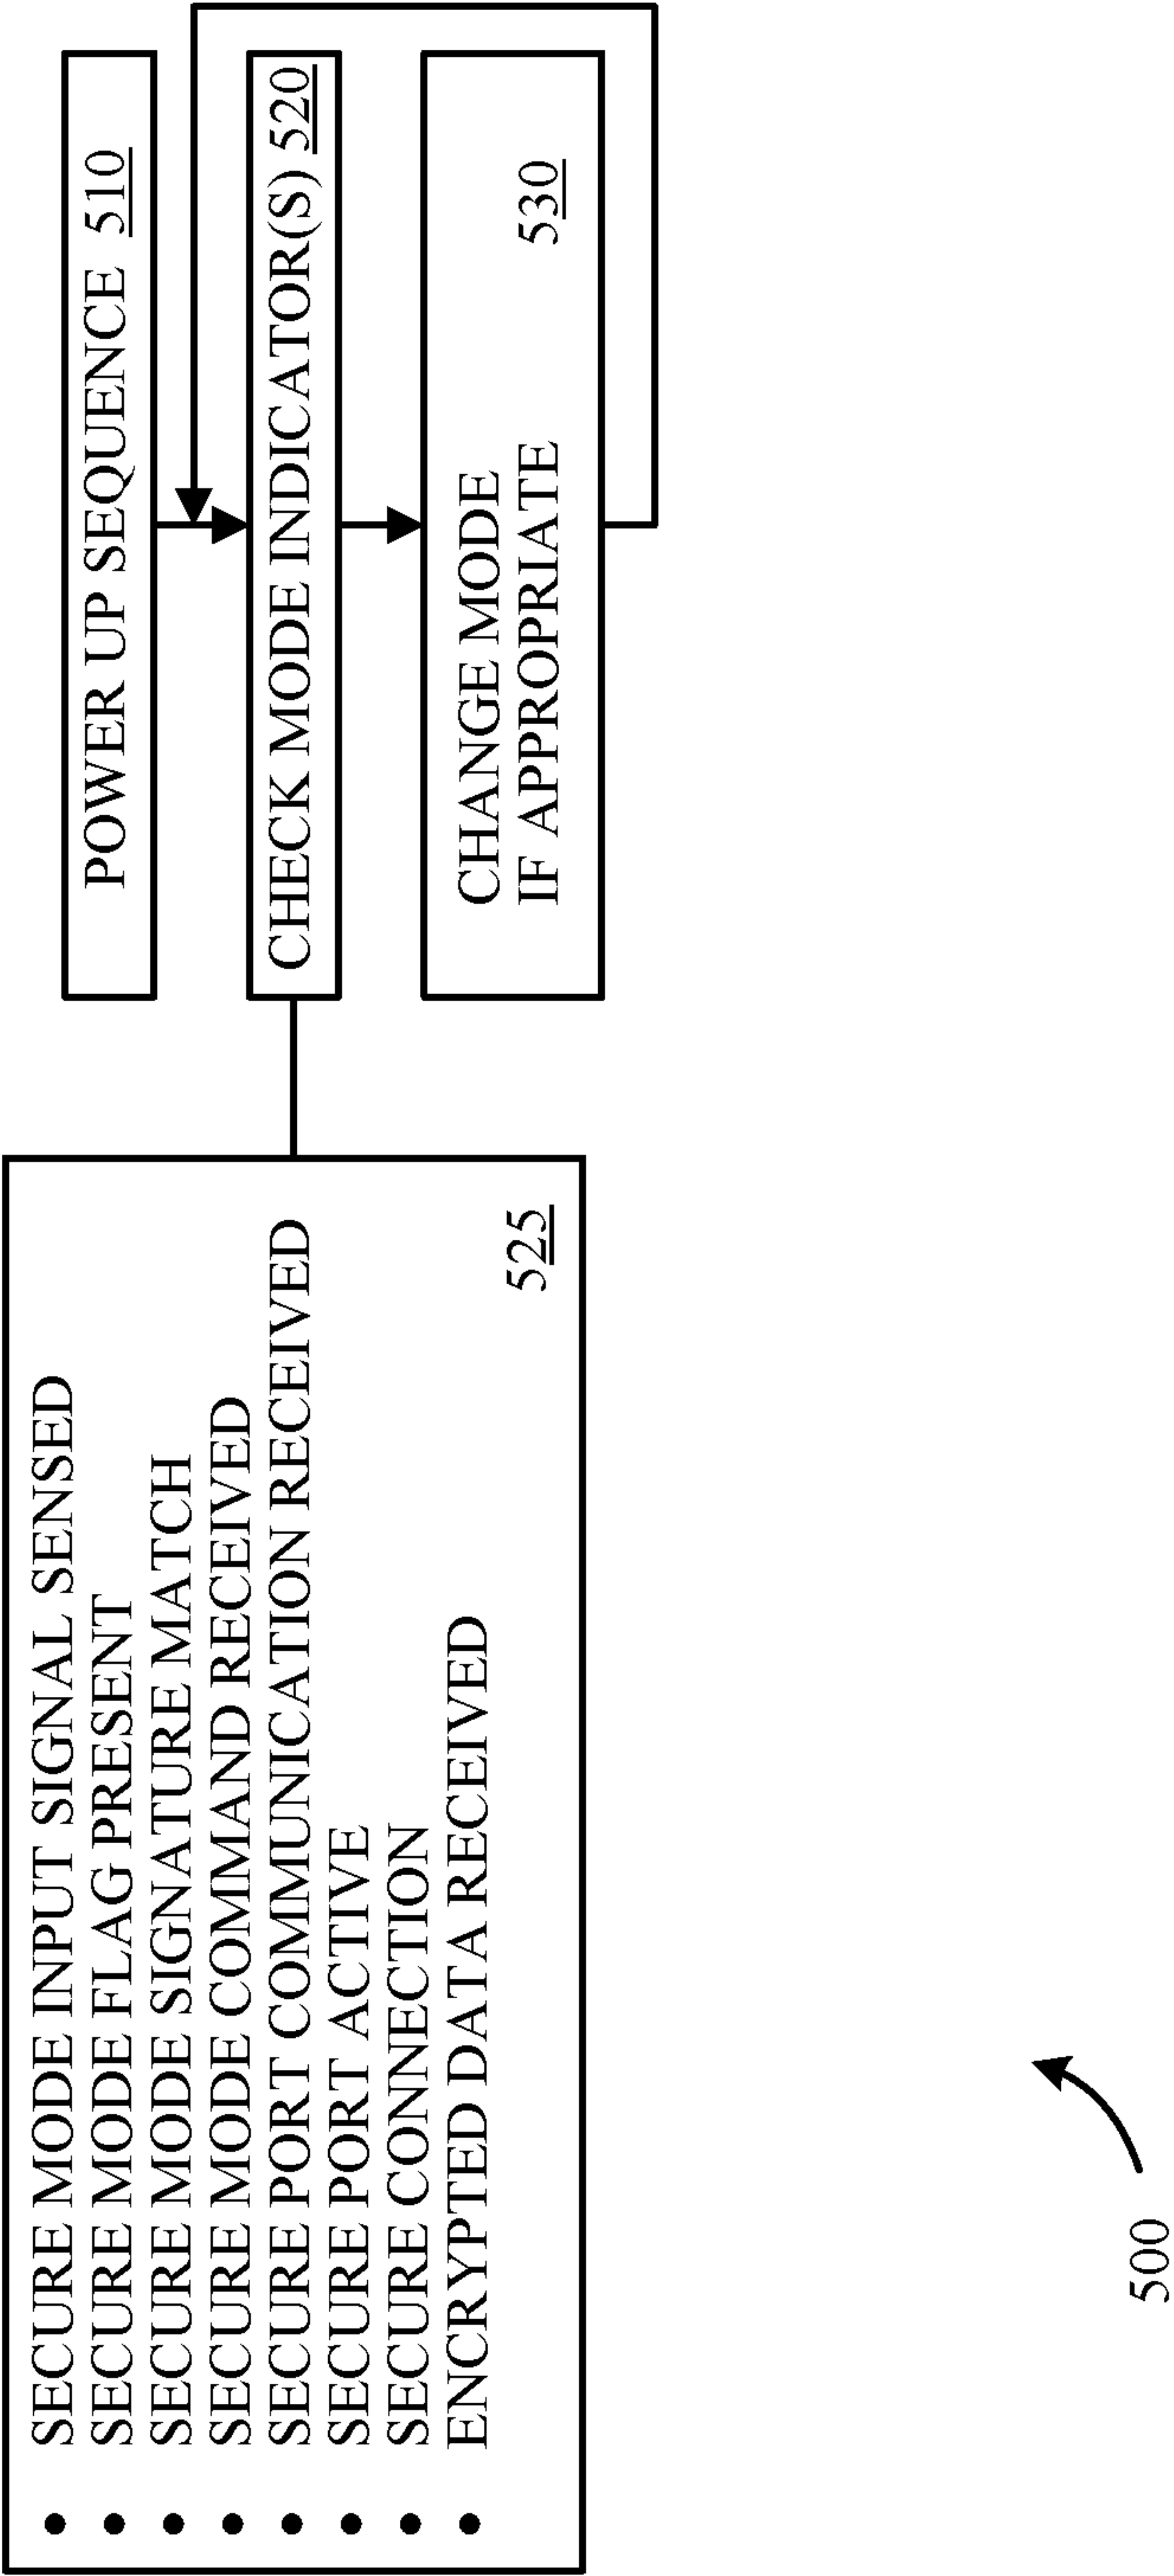 • SECURE MODE INPUT SIGNAL SENSED
• SECURE MODE FLAG PRESENT
• SECURE MODE SIGNATURE MATCH
• SECURE MODE COMMAND RECEIVED
• SECURE PORT COMMUNICATION RECEIVED
• SECURE PORT ACTIVE
• SECURE CONNECTION
• ENCRYPTED DATA RECEIVED
525
POWER UP SEQUENCE 510
CHECK MODE INDICATOR(S) 520
CHANGE MODE
IF APPROPRIATE 530
500